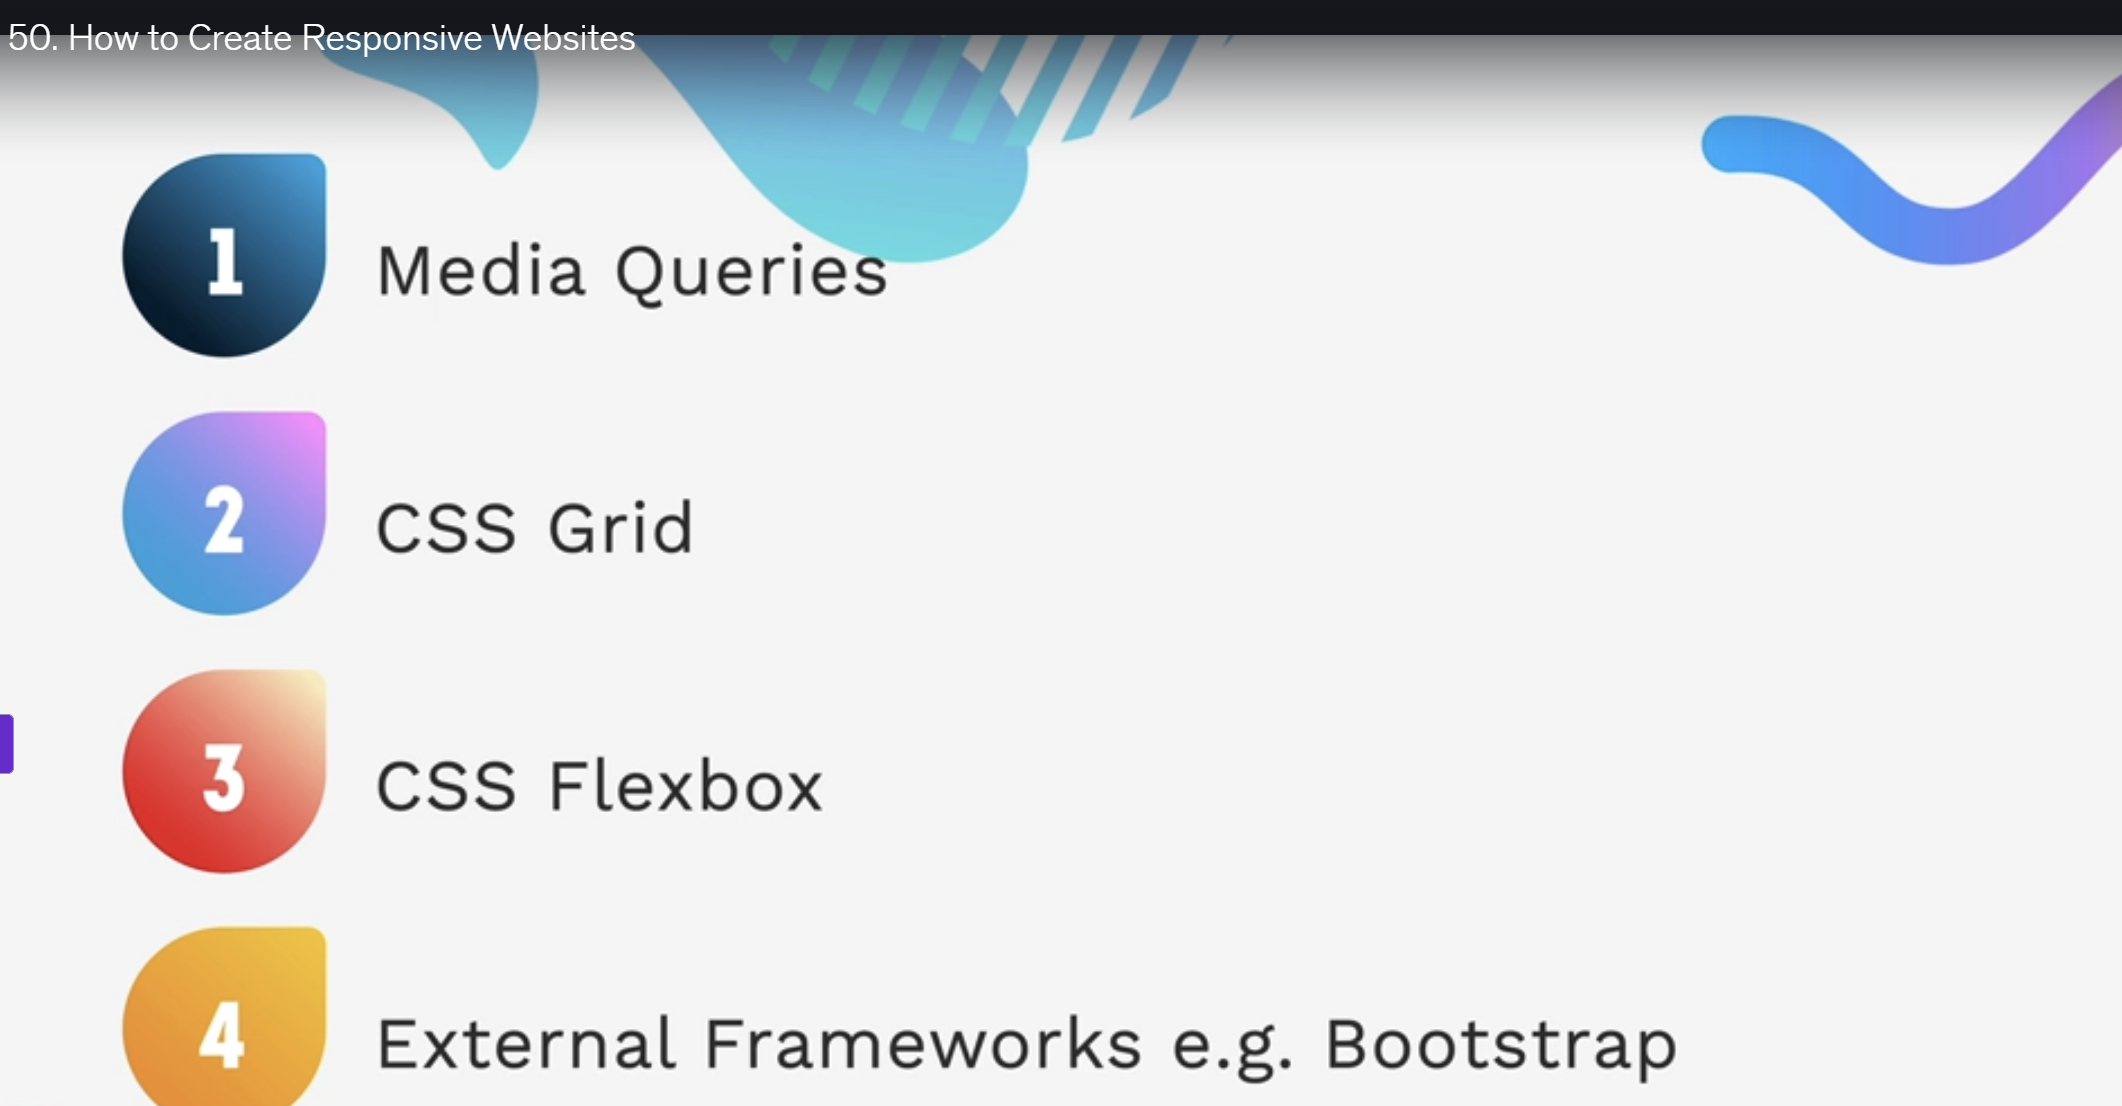 50. How to Create Responsive Websites
1 Media Queries
2 CSS Grid
3 CSS Flexbox
4 External Frameworks e.g. Bootstrap